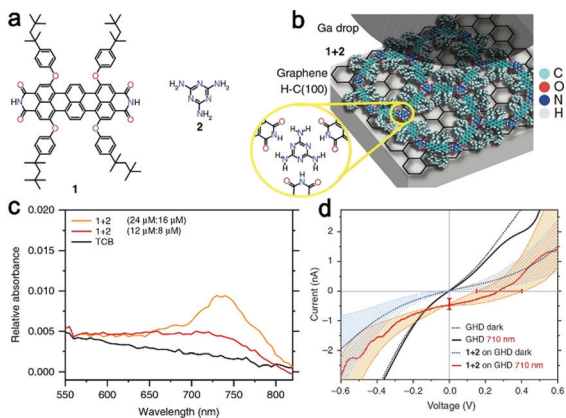 a
O
O
O
O
O
O
O
O
HN
NH
1
H₂N
N
NH₂
N
N
NH₂
2
b
Ga drop
1+2
Graphene
H-C(100)
C
O
N
H
c
Relative absorbance
0.020
0.015
0.010
0.005
0.000
1+2 (24 μM:16 μM)
1+2 (12 μM:8 μM)
TCB
550 600 650 700 750 800
Wavelength (nm)
d
Current (nA)
2
1
0
-1
-2
GHD dark
GHD 710 nm
1+2 on GHD dark
1+2 on GHD 710 nm
-0.6 -0.4 -0.2 0.0 0.2 0.4 0.6
Voltage (V)